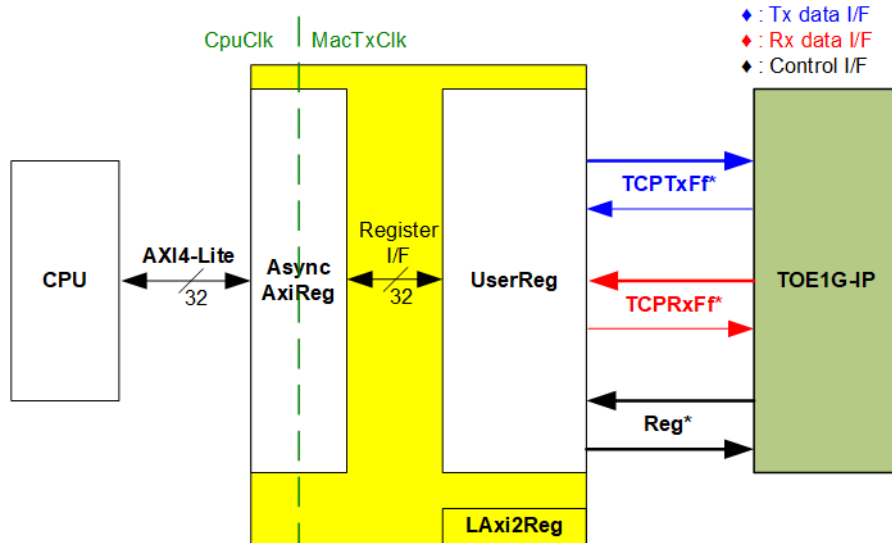 CpuClk
MacTxClk
♦ : Tx data I/F
♦ : Rx data I/F
♦ : Control I/F
CPU
AXI4-Lite
32
Async
AxiReg
Register
I/F
32
UserReg
TCPTxFf*
TCPRxFf*
Reg*
TOE1G-IP
LAxi2Reg